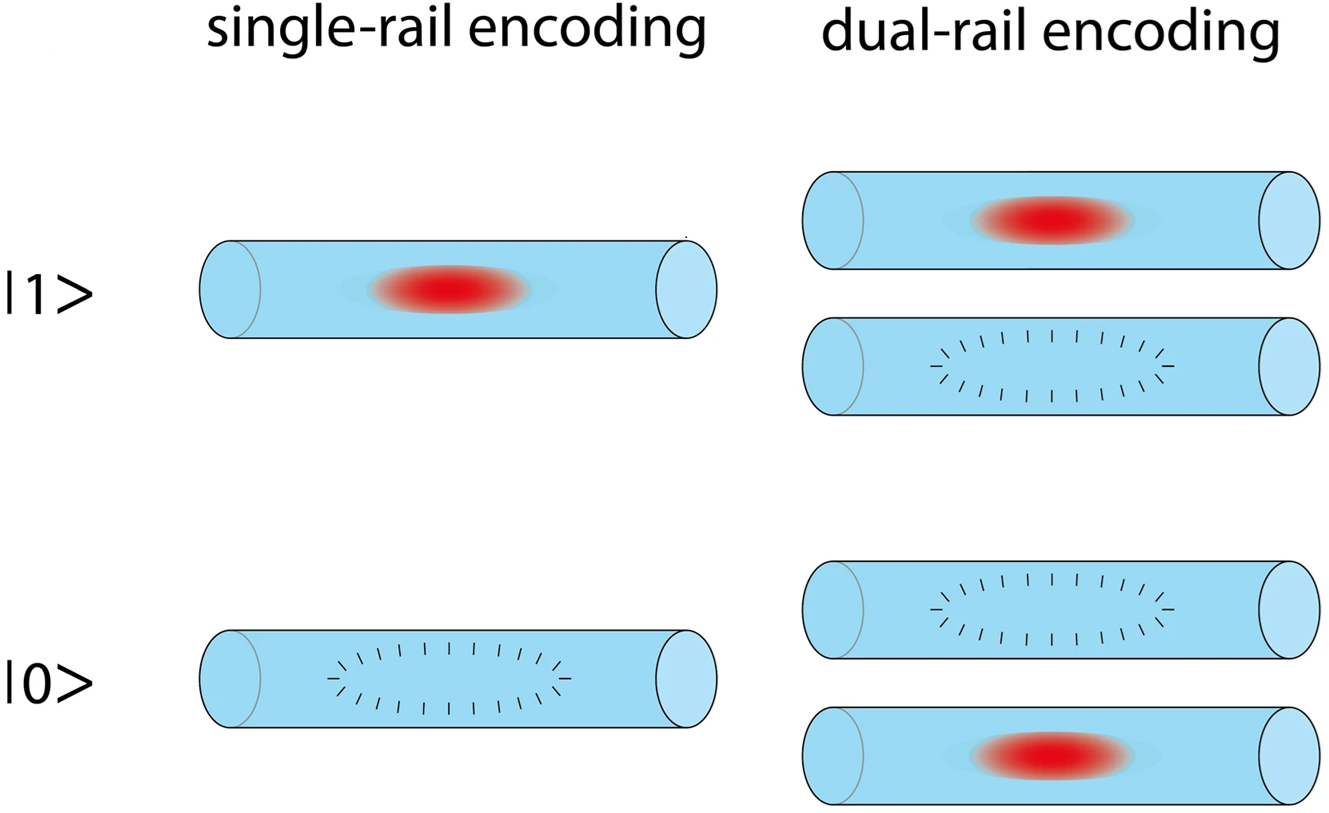 single-rail encoding
dual-rail encoding
|1>
|0>